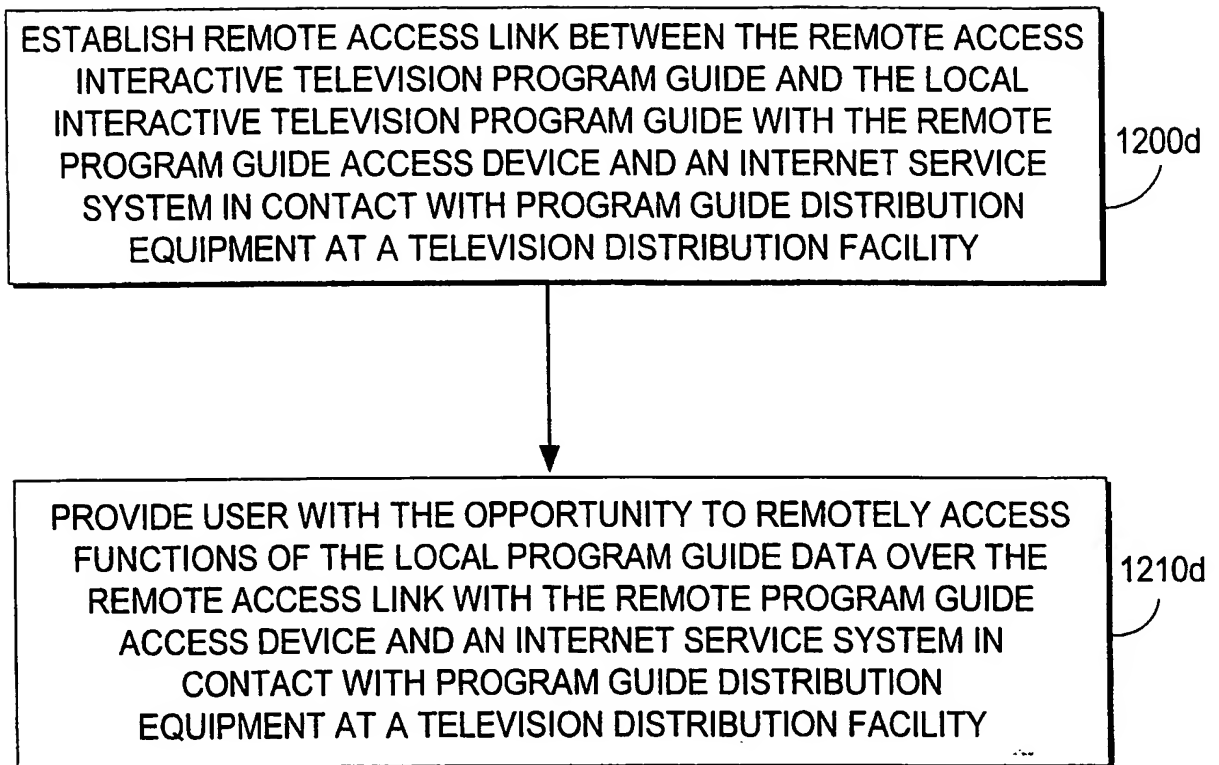 ESTABLISH REMOTE ACCESS LINK BETWEEN THE REMOTE ACCESS
INTERACTIVE TELEVISION PROGRAM GUIDE AND THE LOCAL
INTERACTIVE TELEVISION PROGRAM GUIDE WITH THE REMOTE
PROGRAM GUIDE ACCESS DEVICE AND AN INTERNET SERVICE
SYSTEM IN CONTACT WITH PROGRAM GUIDE DISTRIBUTION
EQUIPMENT AT A TELEVISION DISTRIBUTION FACILITY
1200d
PROVIDE USER WITH THE OPPORTUNITY TO REMOTELY ACCESS
FUNCTIONS OF THE LOCAL PROGRAM GUIDE DATA OVER THE
REMOTE ACCESS LINK WITH THE REMOTE PROGRAM GUIDE
ACCESS DEVICE AND AN INTERNET SERVICE SYSTEM IN
CONTACT WITH PROGRAM GUIDE DISTRIBUTION
EQUIPMENT AT A TELEVISION DISTRIBUTION FACILITY
1210d